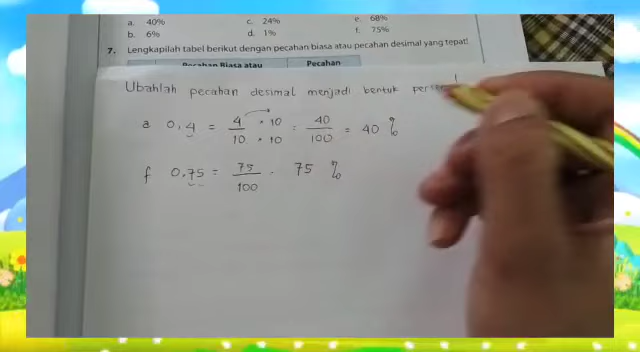 a. 40% c. 24% e. 68%
b. 6% d. 1% f. 75%
7. Lengkapilah tabel berikut dengan pecahan biasa atau pecahan desimal yang tepat!
Pecahan Biasa atau Pecahan
Ubahlah pecahan desimal menjadi bentuk
a 0,4 = 4/10 × 10/10 = 40/100 = 40 %
f 0,75 = 75/100 = 75 %